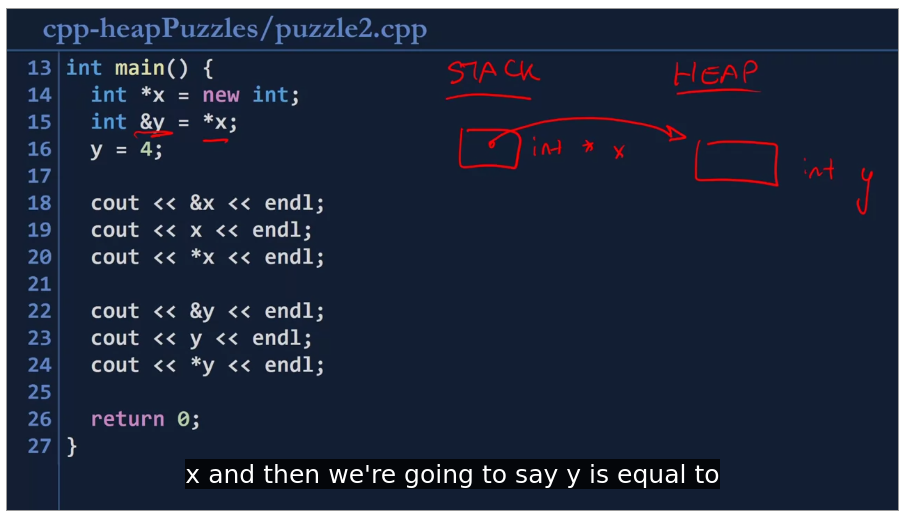 cpp-heapPuzzles/puzzle2.cpp
13 int main() {
14 int *x = new int;
15 int &y = *x;
16 y = 4;
17
18 cout << &x << endl;
19 cout << x << endl;
20 cout << *x << endl;
21
22 cout << &y << endl;
23 cout << y << endl;
24 cout << *y << endl;
25
26 return 0;
27 }
STACK
HEAP
int * x
int y
x and then we're going to say y is equal to